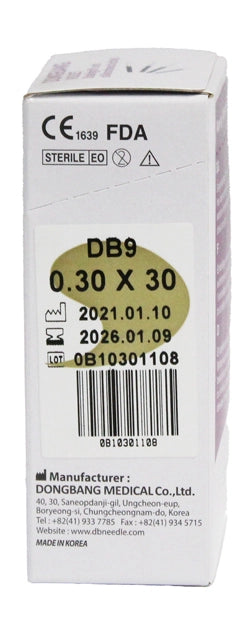 CE 1639 FDA
STERILE EO
DB9
0.30 X 30
2021.01.10
2026.01.09
LOT 0B10301108
0B10301108
Manufacturer :
DONGBANG MEDICAL Co.,Ltd.
40, 30, Saneopdanji-gil, Ungcheon-eup,
Boryeong-si, Chungcheongnam-do, Korea
Tel : +82(41) 933 7785 Fax : +82(41) 934 5715
Website : www.dbneedle.com
MADE IN KOREA